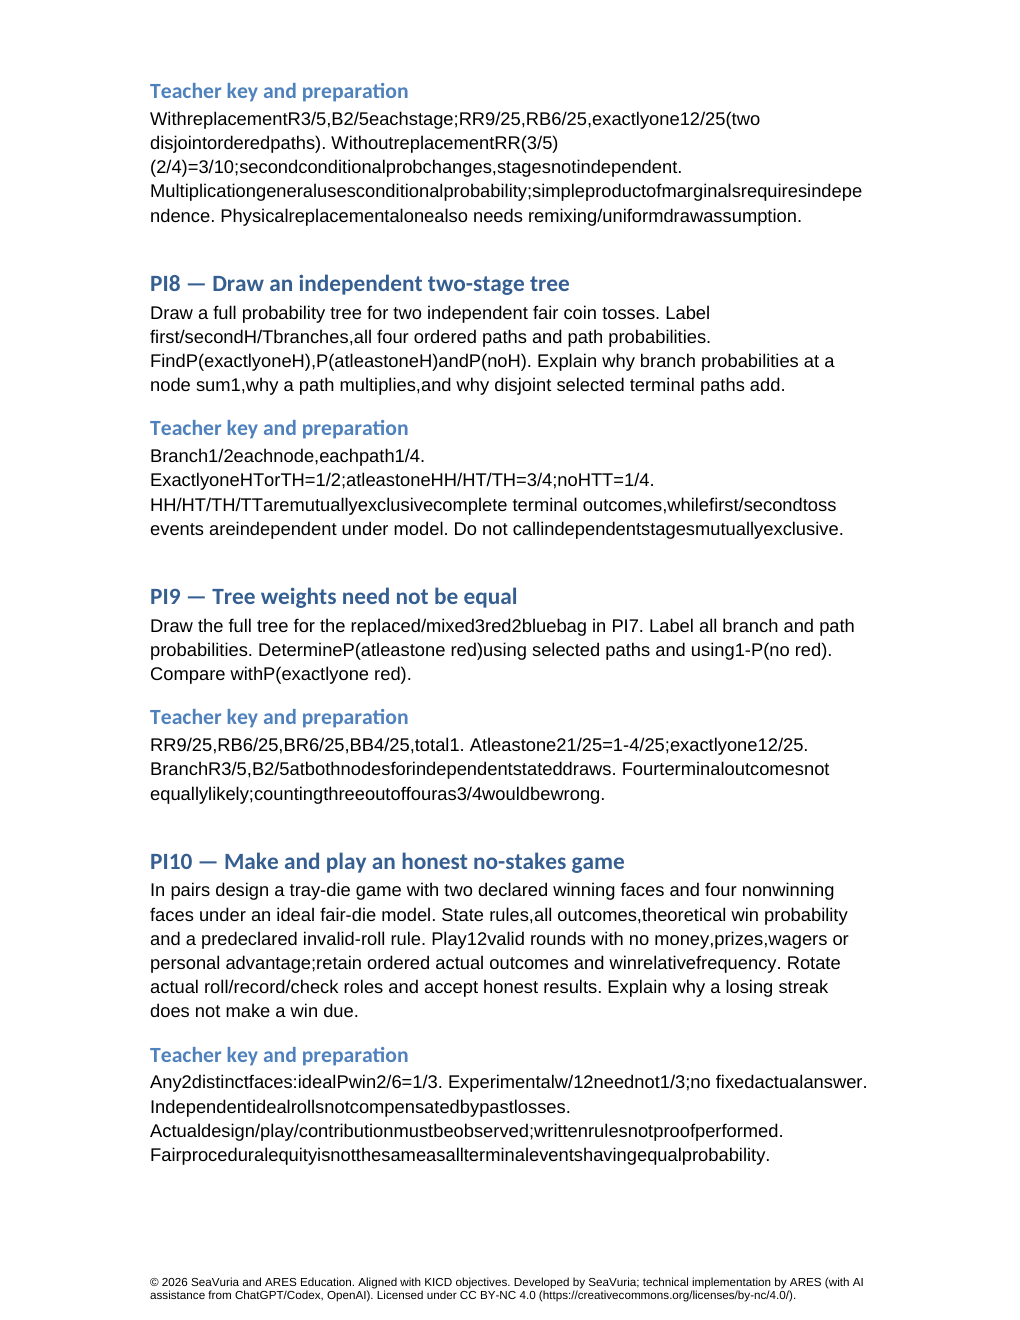 Teacher key and preparation
WithreplacementR3/5,B2/5eachstage;RR9/25,RB6/25,exactlyone12/25(two
disjointorderedpaths). WithoutreplacementRR(3/5)
(2/4)=3/10;secondconditionalprobchanges,stagesnotindependent.
Multiplicationgeneralusesconditionalprobability;simpleproductofmarginalsrequiresindepe
ndence. Physicalreplacementalonealso needs remixing/uniformdrawassumption.
PI8 — Draw an independent two-stage tree
Draw a full probability tree for two independent fair coin tosses. Label
first/secondH/Tbranches,all four ordered paths and path probabilities.
FindP(exactlyoneH),P(atleastoneH)andP(noH). Explain why branch probabilities at a
node sum1,why a path multiplies,and why disjoint selected terminal paths add.
Teacher key and preparation
Branch1/2eachnode,eachpath1/4.
ExactlyoneHTorTH=1/2;atleastoneHH/HT/TH=3/4;noHTT=1/4.
HH/HT/TH/TTaremutuallyexclusivecomplete terminal outcomes,whilefirst/secondtoss
events areindependent under model. Do not callindependentstagesmutuallyexclusive.
PI9 — Tree weights need not be equal
Draw the full tree for the replaced/mixed3red2bluebag in PI7. Label all branch and path
probabilities. DetermineP(atleastone red)using selected paths and using1-P(no red).
Compare withP(exactlyone red).
Teacher key and preparation
RR9/25,RB6/25,BR6/25,BB4/25,total1. Atleastone21/25=1-4/25;exactlyone12/25.
BranchR3/5,B2/5atbothnodesforindependentstateddraws. Fourterminaloutcomesnot
equallylikely;countingthreeoutoffouras3/4wouldbewrong.
PI10 — Make and play an honest no-stakes game
In pairs design a tray-die game with two declared winning faces and four nonwinning
faces under an ideal fair-die model. State rules,all outcomes,theoretical win probability
and a predeclared invalid-roll rule. Play12valid rounds with no money,prizes,wagers or
personal advantage;retain ordered actual outcomes and winrelativefrequency. Rotate
actual roll/record/check roles and accept honest results. Explain why a losing streak
does not make a win due.
Teacher key and preparation
Any2distinctfaces:idealPwin2/6=1/3. Experimentalw/12neednot1/3;no fixedactualanswer.
Independentidealrollsnotcompensatedbypastlosses.
Actualdesign/play/contributionmustbeobserved;writtenrulesnotproofperformed.
Fairproceduralequityisnotthesameasallterminaleventshavingequalprobability.
© 2026 SeaVuria and ARES Education. Aligned with KICD objectives. Developed by SeaVuria; technical implementation by ARES (with AI
assistance from ChatGPT/Codex, OpenAI). Licensed under CC BY-NC 4.0 (https://creativecommons.org/licenses/by-nc/4.0/).